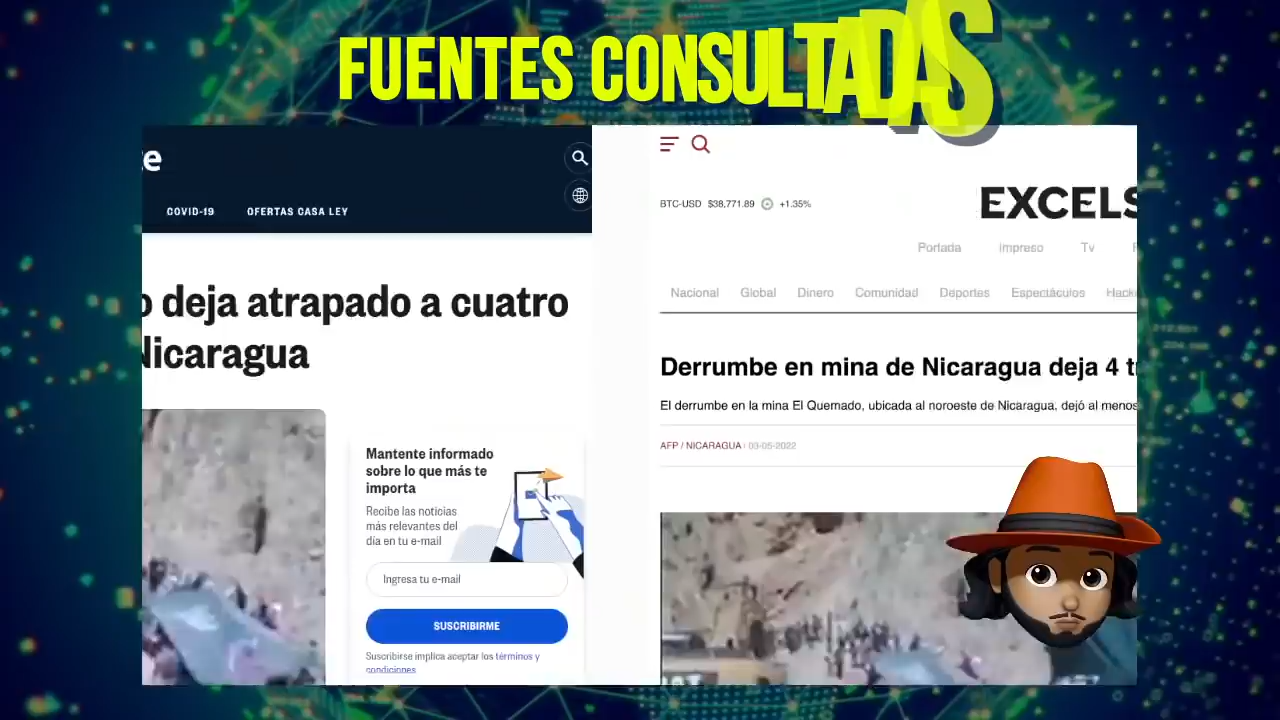 FUENTES CONSULTADAS
COVID-19 OFERTAS CASA LEY
deja atrapado a cuatro
Nicaragua
Mantente informado
sobre lo que más te
importa
Recibe las noticias
más relevantes del
día en tu e-mail
Ingresa tu e-mail
SUSCRIBIRME
Suscribirse implica aceptar los términos y
condiciones
BTC-USD $38,771.89 +1.35%
EXCELS
Portada Impreso Tv
Nacional Global Dinero Comunidad Deportes Espectáculos Hack
Derrumbe en mina de Nicaragua deja 4 t
El derrumbe en la mina El Quemado, ubicada al noroeste de Nicaragua, dejó al menos
AFP / NICARAGUA | 03-05-2022